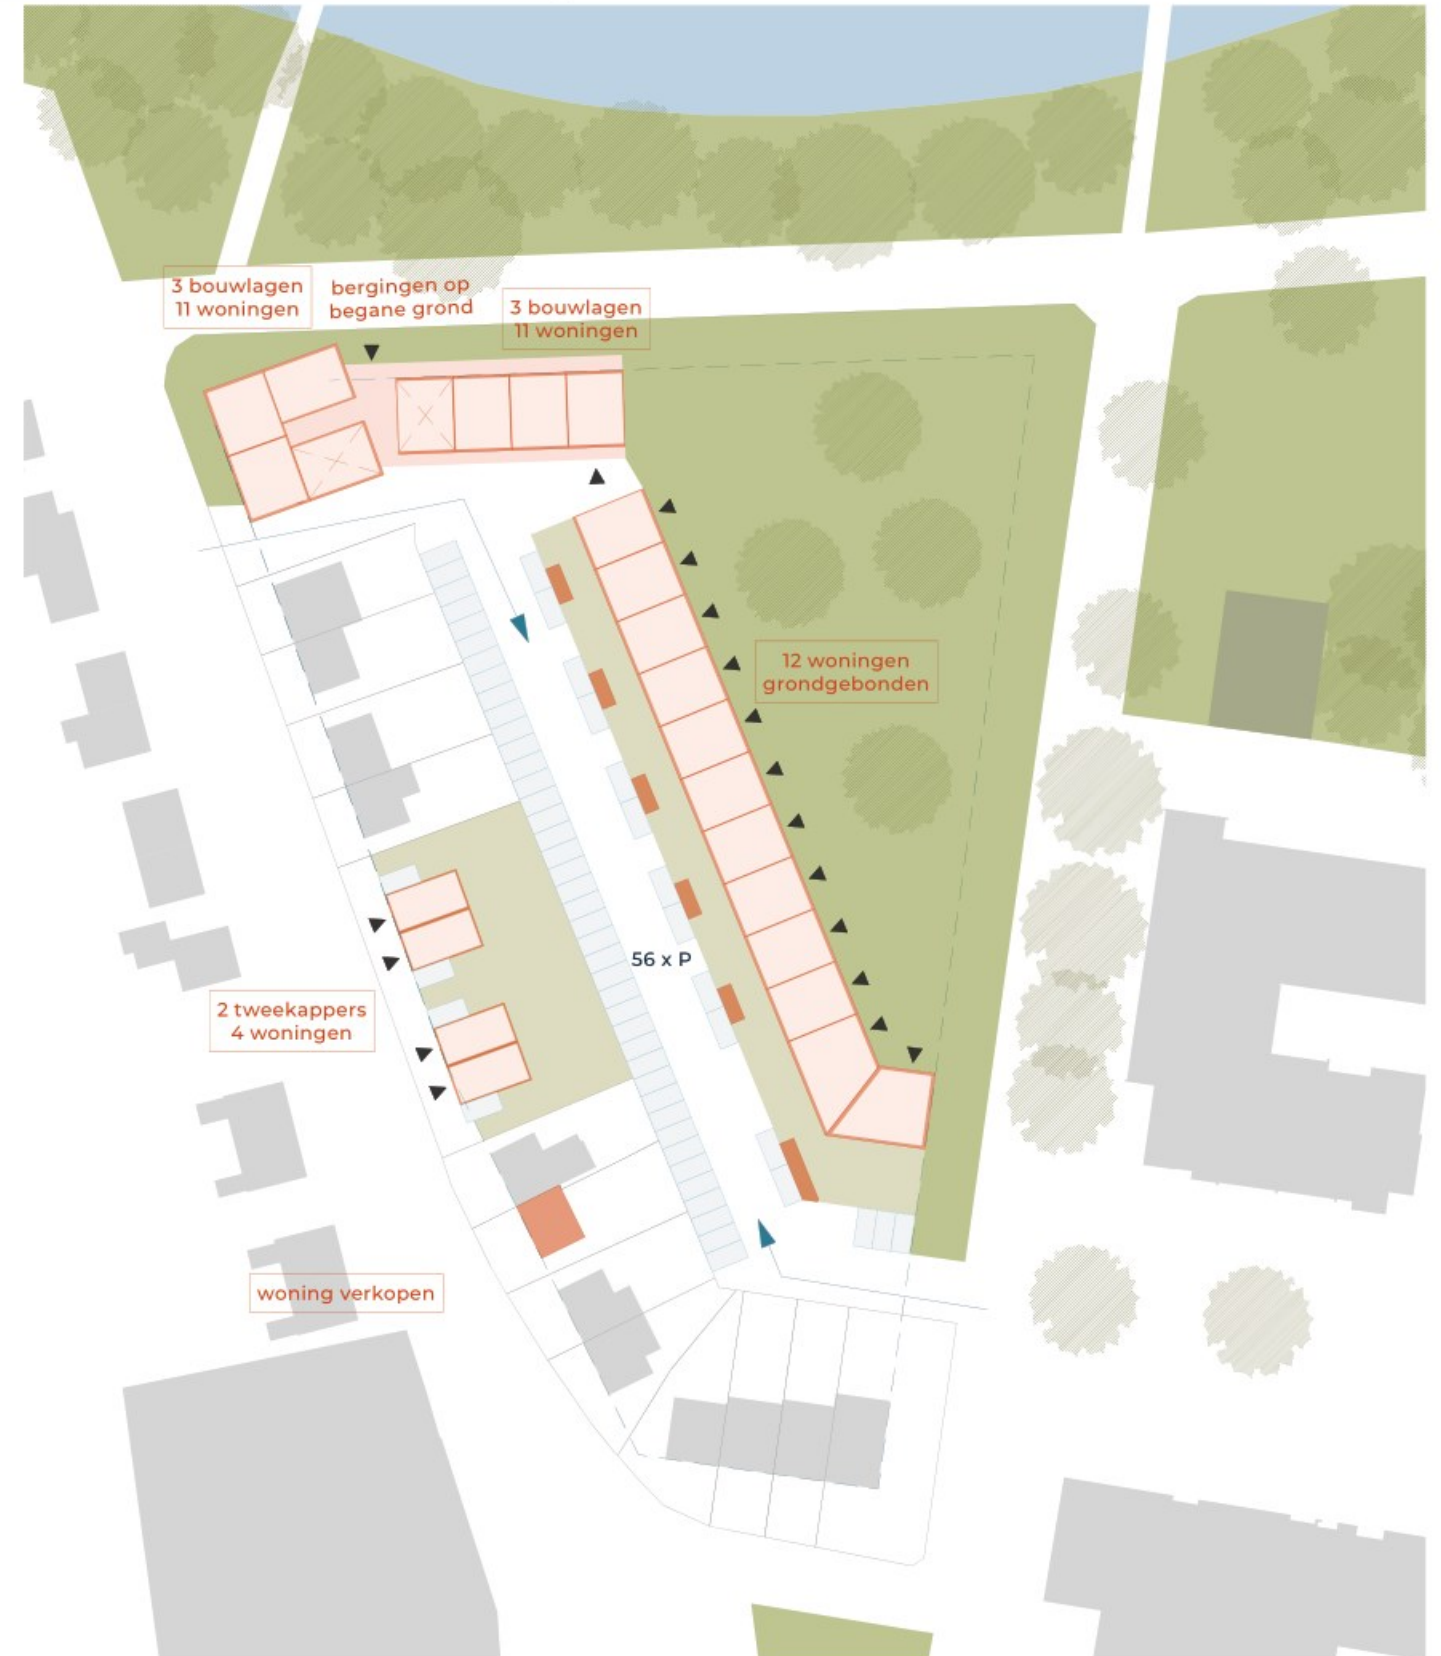 3 bouwlagen
11 woningen
bergingen op
begane grond
3 bouwlagen
11 woningen
12 woningen
grondgebonden
56 x P
2 tweekappers
4 woningen
woning verkopen